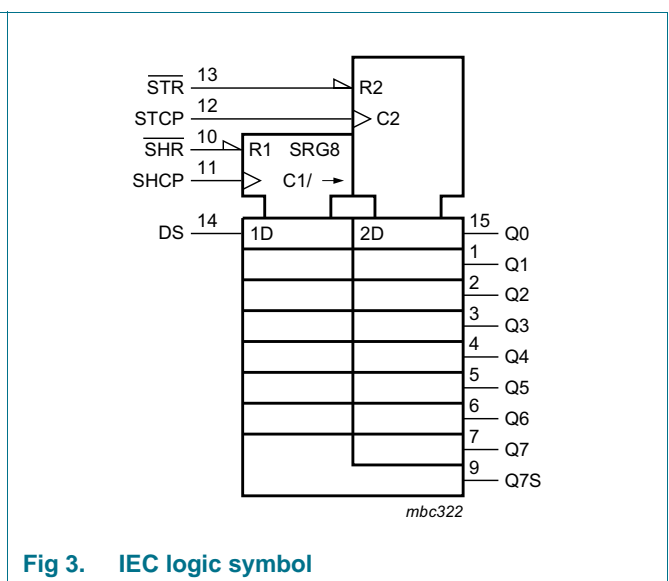 S̅T̅R̅ 13 R2
STCP 12 C2
S̅H̅R̅ 10 R1 SRG8
SHCP 11 C1/ →
DS 14 1D 2D 15 Q0
1 Q1
2 Q2
3 Q3
4 Q4
5 Q5
6 Q6
7 Q7
9 Q7S
mbc322
Fig 3. IEC logic symbol